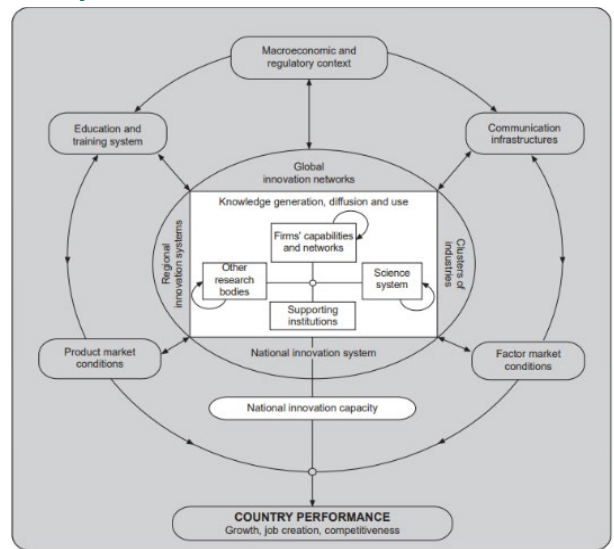 Macroeconomic and
regulatory context
Education and
training system
Communication
infrastructures
Global
innovation networks
Knowledge generation, diffusion and use
Firms' capabilities
and networks
Regional
innovation systems
Clusters of
industries
Other
research
bodies
Science
system
Supporting
institutions
National innovation system
Product market
conditions
Factor market
conditions
National innovation capacity
COUNTRY PERFORMANCE
Growth, job creation, competitiveness